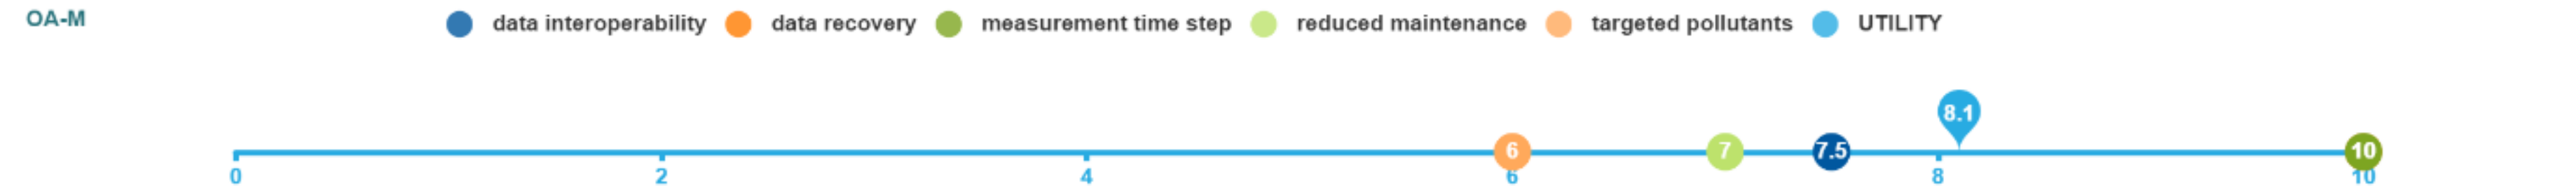 OA-M
data interoperability data recovery measurement time step reduced maintenance targeted pollutants UTILITY
8.1
6 7 7.5 10
0 2 4 6 8 10